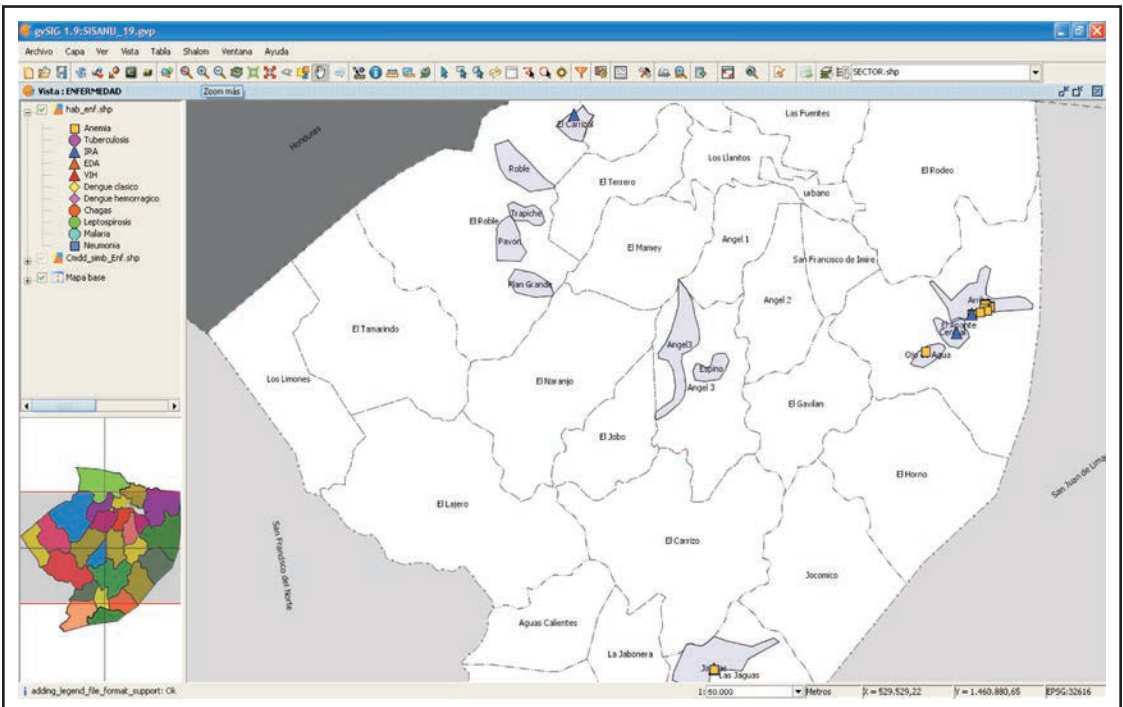 gvSIG 1.9:SISANU_19.gvp
Archivo Capa Ver Vista Tabla Shalom Ventana Ayuda
SECTOR.shp
Vista : ENFERMEDAD
Zoom más
hab_enf.shp
Anemia
Tuberculosis
IRA
EDA
VIH
Dengue clasico
Dengue hemorragico
Chagas
Leptospirosis
Malaria
Neumonia
Cmdd_simb_Enf.shp
Mapa base
Honduras
El Carrizal
Las Fuentes
Los Llanitos
Roble
El Terrero
El Rodeo
urbano
Trapiche
El Roble
Pavon
El Mamey
Angel 1
San Francisco de Imire
Plan Grande
Angel 2
El Tamarindo
Angel3
Ojo de Agua
Espino
Los Limones
El Naranjo
Angel 3
El Gavilan
El Jobo
El Horno
San Juan de Limay
El Lajero
San Francisco del Norte
El Carrizo
Jocomico
Aguas Calientes
La Jabonera
Las Jaguas
adding_legend_file_format_support: Ok
1: 60.000 Metros X = 529.529,22 Y = 1.460.880,65 EPSG:32616